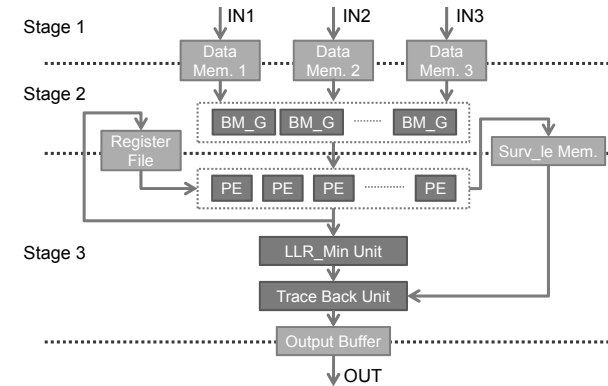 IN1 IN2 IN3
Stage 1
Data Mem. 1
Data Mem. 2
Data Mem. 3
Stage 2
BM_G BM_G BM_G
Register File
Surv_le Mem.
PE PE PE PE
Stage 3
LLR_Min Unit
Trace Back Unit
Output Buffer
OUT